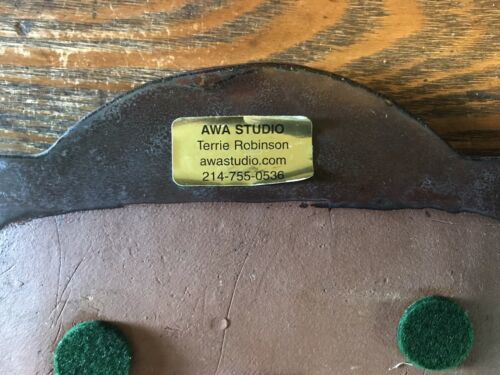 AWA STUDIO
Terrie Robinson
awastudio.com
214-755-0536